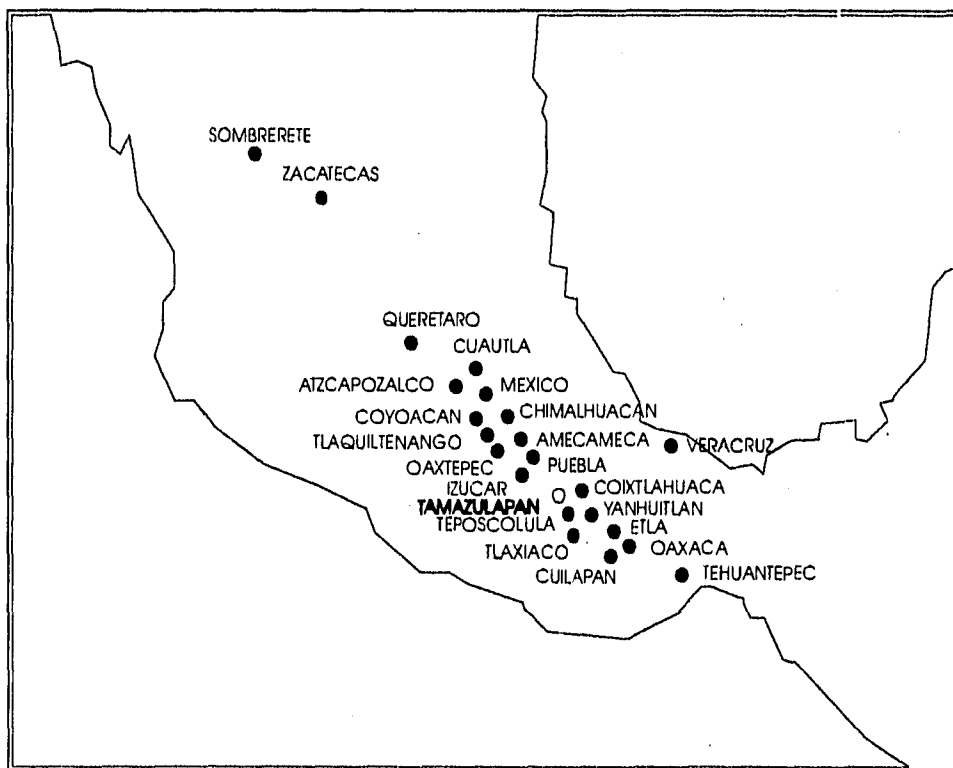 SOMBRERETE
ZACATECAS
QUERETARO
CUAUTLA
ATZCAPOZALCO
MEXICO
COYOACAN
CHIMALHUACAN
TLAQUILTENANGO
AMECAMECA
VERACRUZ
OAXTEPEC
PUEBLA
IZUCAR
COIXTLAHUACA
TAMAZULAPAN
YANHUITLAN
TEPOSCOLULA
ETLA
TLAXIACO
OAXACA
CUILAPAN
TEHUANTEPEC